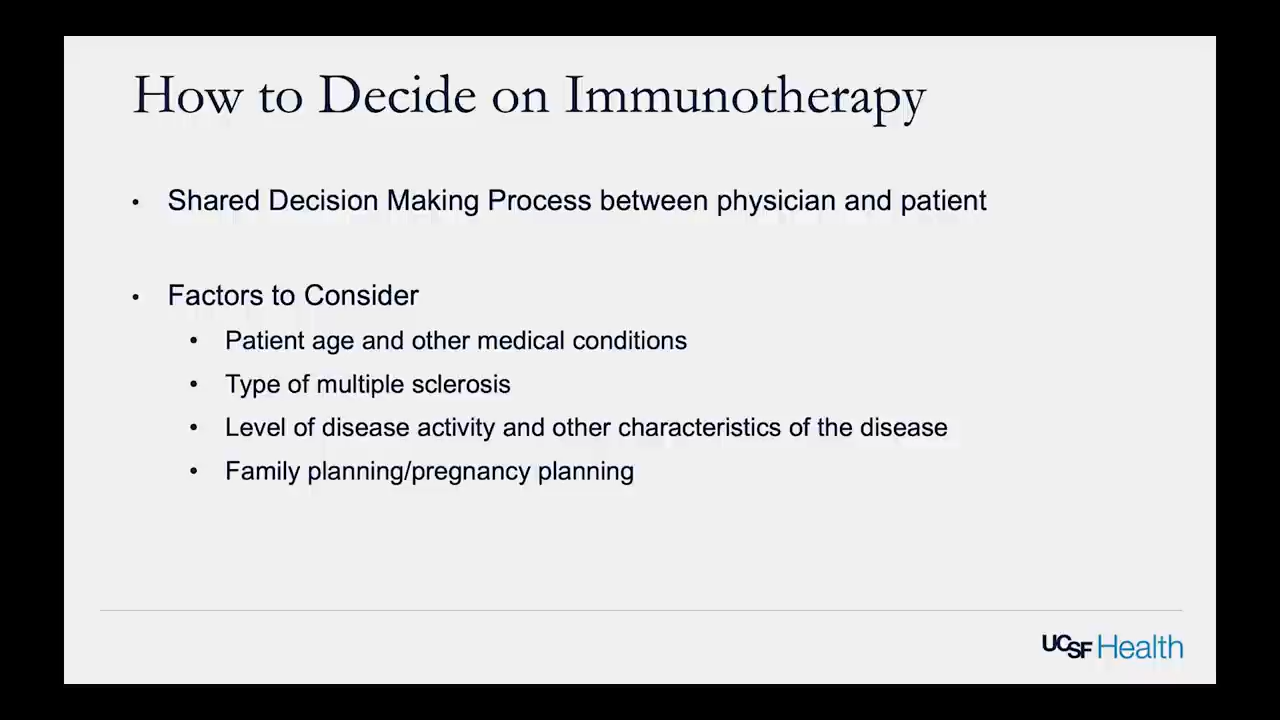 How to Decide on Immunotherapy
• Shared Decision Making Process between physician and patient
• Factors to Consider
• Patient age and other medical conditions
• Type of multiple sclerosis
• Level of disease activity and other characteristics of the disease
• Family planning/pregnancy planning
UCSF Health